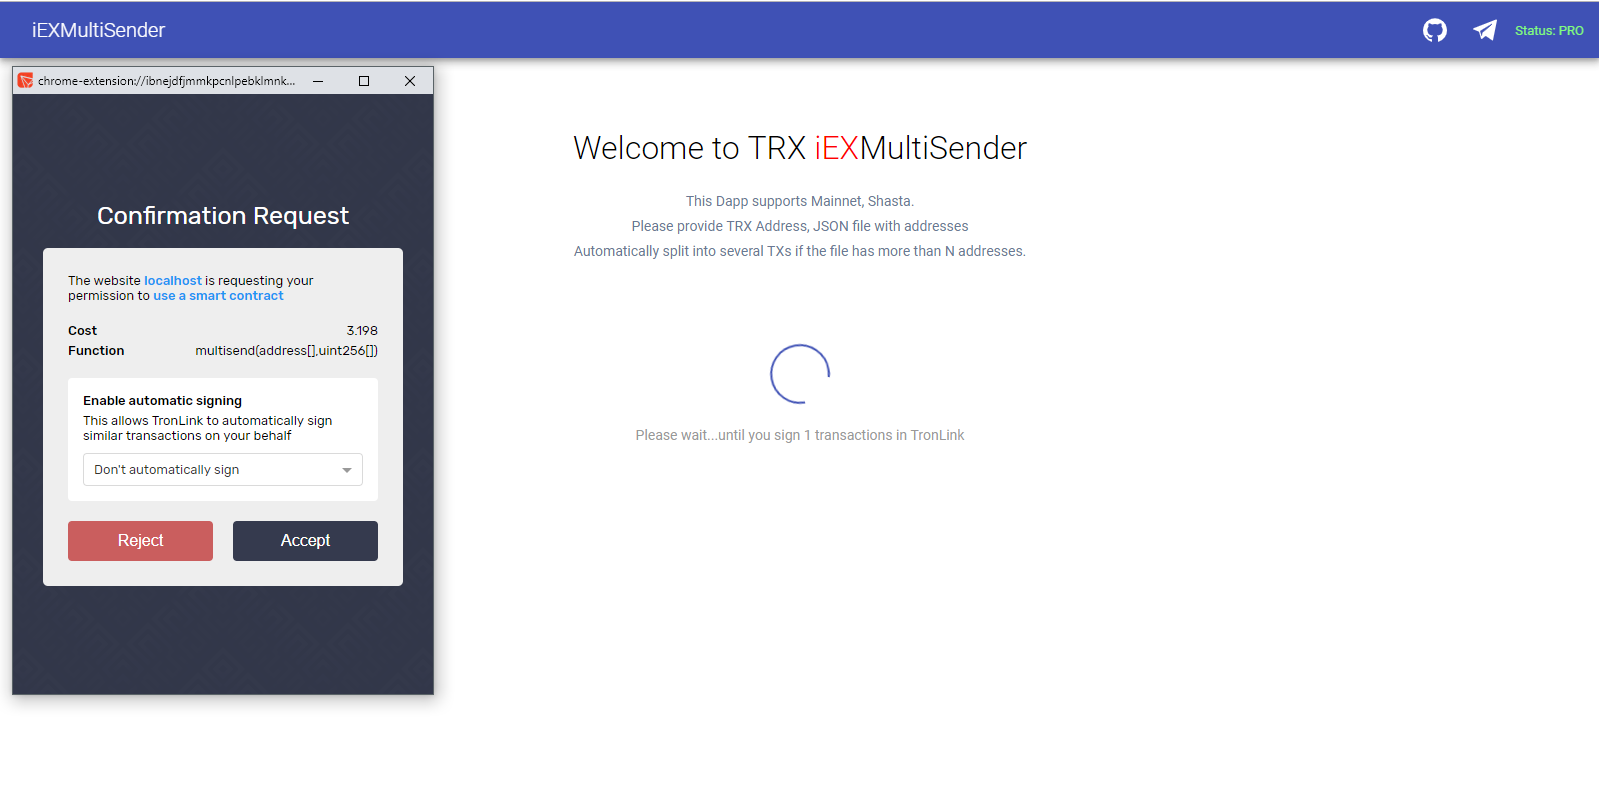 iEXMultiSender
Status: PRO
chrome-extension://ibnejdfjmmkpcnlpebklmnk...
Confirmation Request
The website localhost is requesting your
permission to use a smart contract
Cost 3.198
Function multisend(address[],uint256[])
Enable automatic signing
This allows TronLink to automatically sign
similar transactions on your behalf
Don't automatically sign
Reject Accept
Welcome to TRX iEXMultiSender
This Dapp supports Mainnet, Shasta.
Please provide TRX Address, JSON file with addresses
Automatically split into several TXs if the file has more than N addresses.
Please wait...until you sign 1 transactions in TronLink